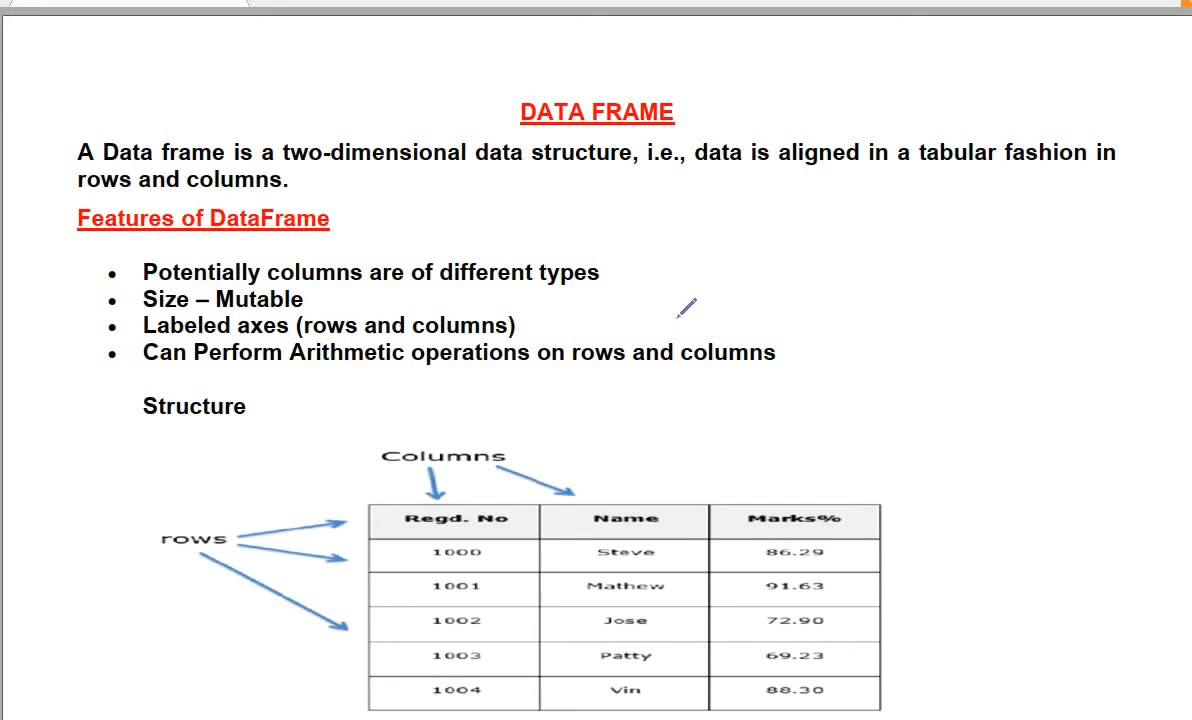 DATA FRAME
A Data frame is a two-dimensional data structure, i.e., data is aligned in a tabular fashion in
rows and columns.
Features of DataFrame
• Potentially columns are of different types
• Size – Mutable
• Labeled axes (rows and columns)
• Can Perform Arithmetic operations on rows and columns
Structure
Columns
rows
Regd. No Name Marks%
1000 Steve 86.29
1001 Mathew 91.63
1002 Jose 72.90
1003 Patty 69.23
1004 Vin 88.30